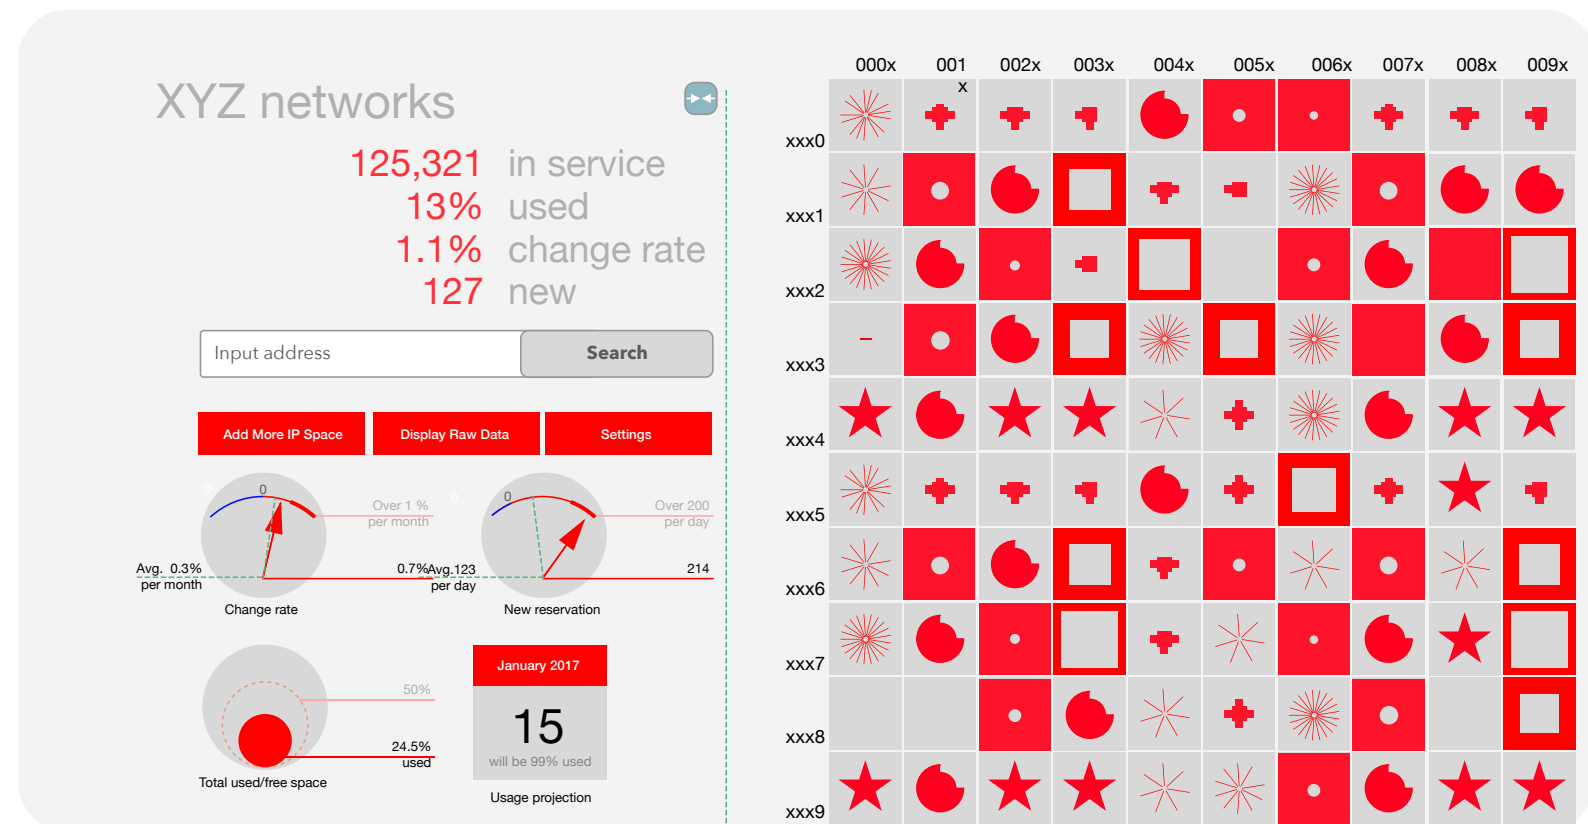 XYZ networks
125,321 in service
13% used
1.1% change rate
127 new
Input address
Search
Add More IP Space
Display Raw Data
Settings
0
0
Over 1 %
per month
Avg. 0.3%
per month
0.7%
Change rate
0
0
Over 200
per day
Avg.123
per day
214
New reservation
50%
24.5%
used
Total used/free space
January 2017
15
will be 99% used
Usage projection
000x 001x 002x 003x 004x 005x 006x 007x 008x 009x
xxx0
xxx1
xxx2
xxx3
xxx4
xxx5
xxx6
xxx7
xxx8
xxx9